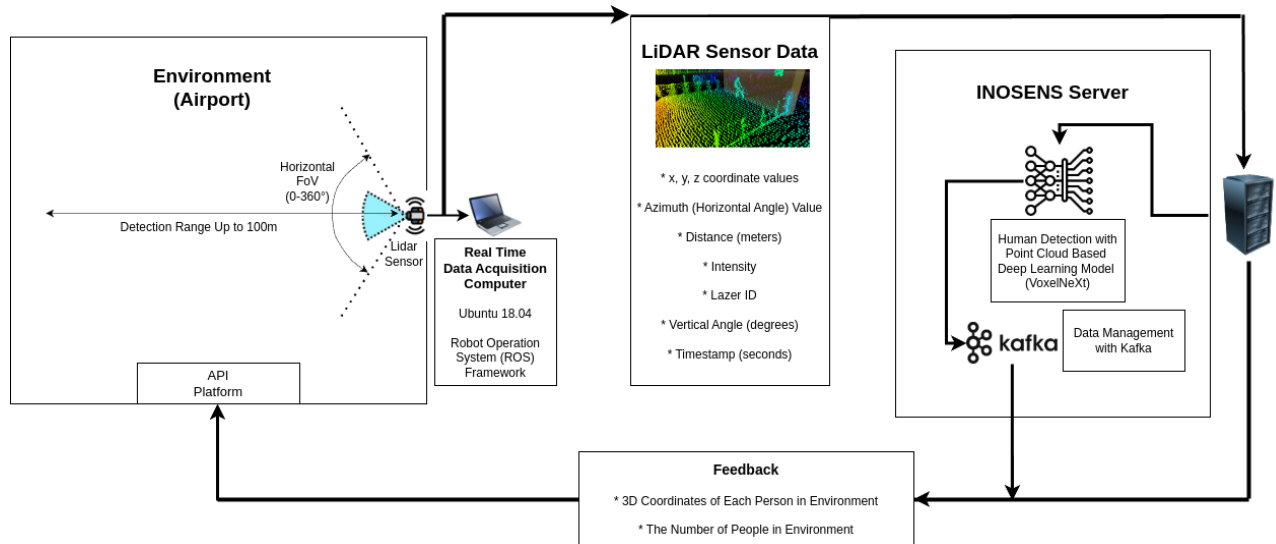 Environment
(Airport)
Horizontal
FoV
(0-360°)
Detection Range Up to 100m
Lidar
Sensor
API
Platform
Real Time
Data Acquisition
Computer
Ubuntu 18.04
Robot Operation
System (ROS)
Framework
LiDAR Sensor Data
* x, y, z coordinate values
* Azimuth (Horizontal Angle) Value
* Distance (meters)
* Intensity
* Lazer ID
* Vertical Angle (degrees)
* Timestamp (seconds)
INOSENS Server
Human Detection with
Point Cloud Based
Deep Learning Model
(VoxelNeXt)
kafka
Data Management
with Kafka
Feedback
* 3D Coordinates of Each Person in Environment
* The Number of People in Environment